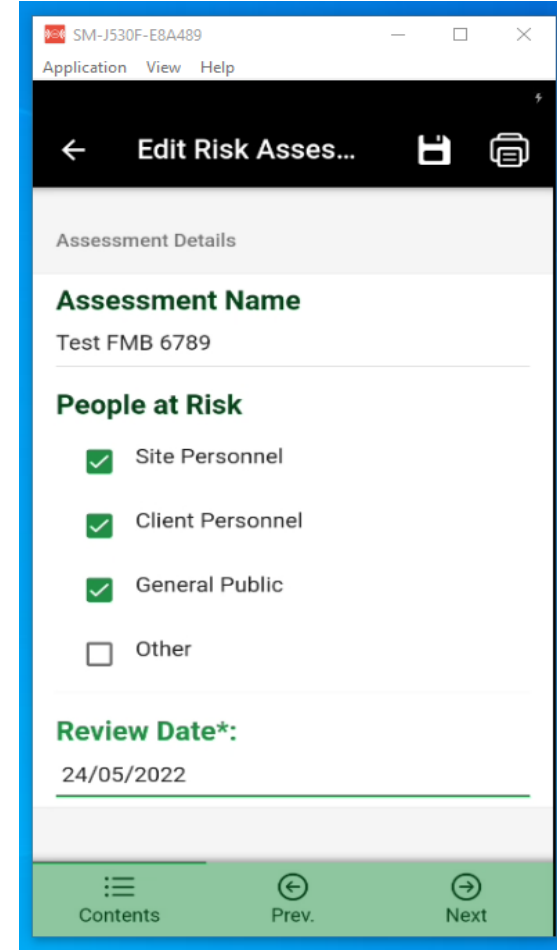 SM-J530F-E8A489
Application View Help
Edit Risk Asses...
Assessment Details
Assessment Name
Test FMB 6789
People at Risk
Site Personnel
Client Personnel
General Public
Other
Review Date*:
24/05/2022
Contents Prev. Next